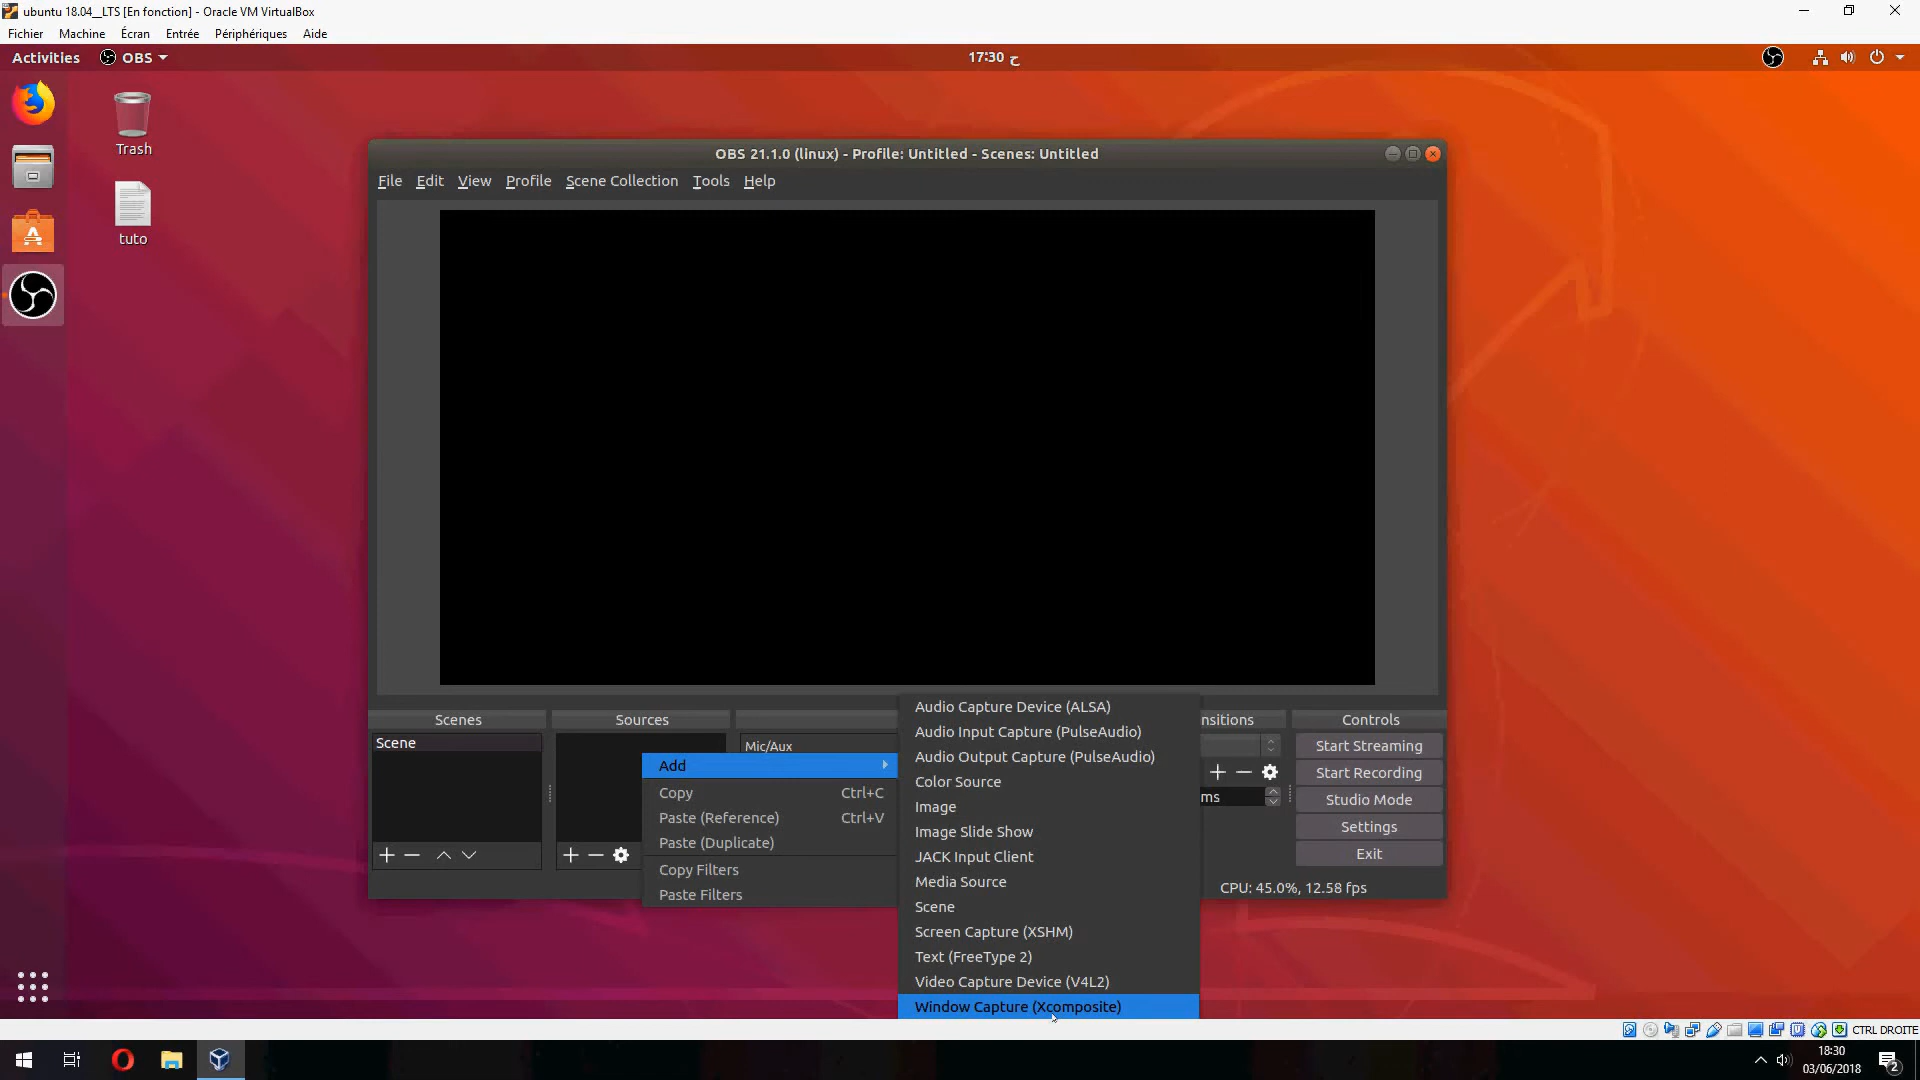 ubuntu 18.04__LTS [En fonction] - Oracle VM VirtualBox
Fichier Machine Écran Entrée Périphériques Aide
Activities OBS 17:30 ح
Trash
tuto
OBS 21.1.0 (linux) - Profile: Untitled - Scenes: Untitled
File Edit View Profile Scene Collection Tools Help
Scenes Sources nsitions Controls
Scene
Mic/Aux
Add
Copy Ctrl+C
Paste (Reference) Ctrl+V
Paste (Duplicate)
Copy Filters
Paste Filters
Audio Capture Device (ALSA)
Audio Input Capture (PulseAudio)
Audio Output Capture (PulseAudio)
Color Source
Image
Image Slide Show
JACK Input Client
Media Source
Scene
Screen Capture (XSHM)
Text (FreeType 2)
Video Capture Device (V4L2)
Window Capture (Xcomposite)
ms
Start Streaming
Start Recording
Studio Mode
Settings
Exit
CPU: 45.0%, 12.58 fps
CTRL DROITE
18:30
03/06/2018
2